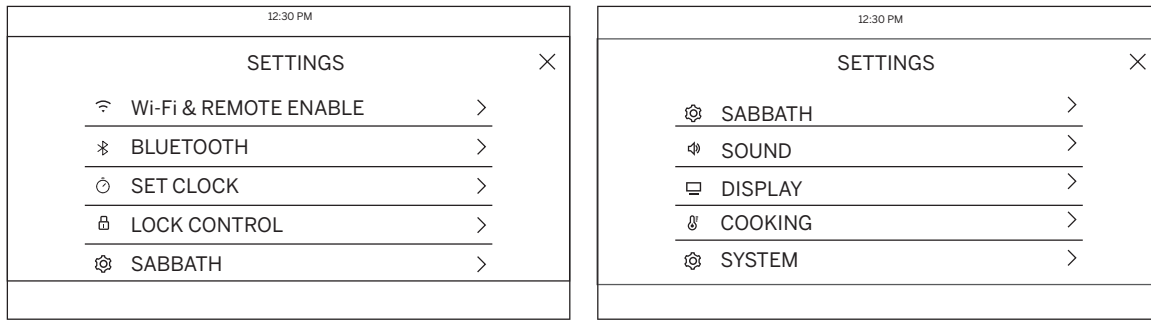 12:30 PM
SETTINGS
Wi-Fi & REMOTE ENABLE
BLUETOOTH
SET CLOCK
LOCK CONTROL
SABBATH
12:30 PM
SETTINGS
SABBATH
SOUND
DISPLAY
COOKING
SYSTEM